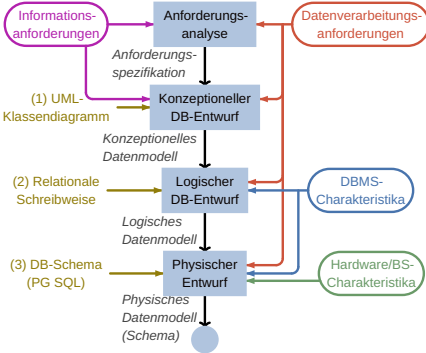 Informations-
anforderungen
Anforderungs-
analyse
Datenverarbeitungs-
anforderungen
Anforderungs-
spezifikation
(1) UML-
Klassendiagramm
Konzeptioneller
DB-Entwurf
Konzeptionelles
Datenmodell
(2) Relationale
Schreibweise
Logischer
DB-Entwurf
DBMS-
Charakteristika
Logisches
Datenmodell
(3) DB-Schema
(PG SQL)
Physischer
Entwurf
Hardware/BS-
Charakteristika
Physisches
Datenmodell
(Schema)